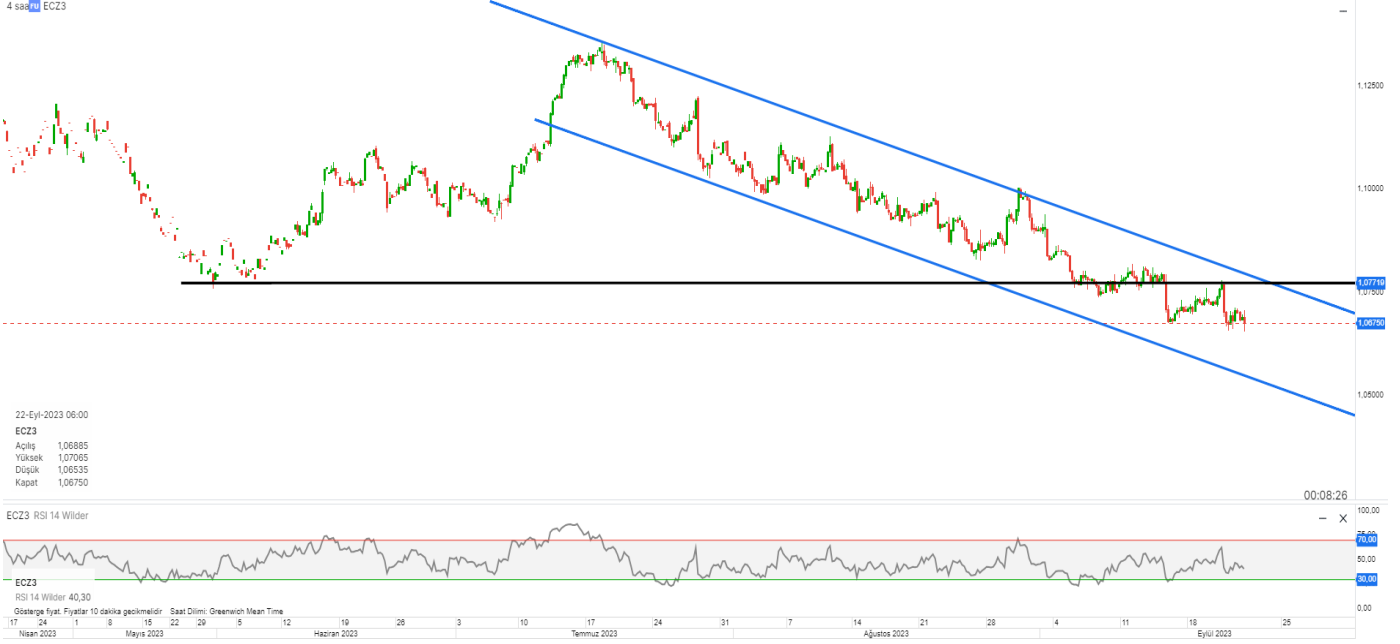 4 saa FU ECZ3
1,12500
1,10000
1,07719
1,07500
1,06750
1,05000
22-Eyl-2023 06:00
ECZ3
Açılış 1,06885
Yüksek 1,07065
Düşük 1,06535
Kapat 1,06750
00:08:26
ECZ3 RSI 14 Wilder
100.00
70,00
50.00
30,00
0.00
ECZ3
RSI 14 Wilder 40,30
Gösterge fiyat. Fiyatlar 10 dakika gecikmelidir Saat Dilimi: Greenwich Mean Time
17 24 1 8 15 22 29 5 12 19 26 3 10 17 24 31 7 14 21 28 4 11 18 25
Nisan 2023 Mayıs 2023 Haziran 2023 Temmuz 2023 Ağustos 2023 Eylül 2023